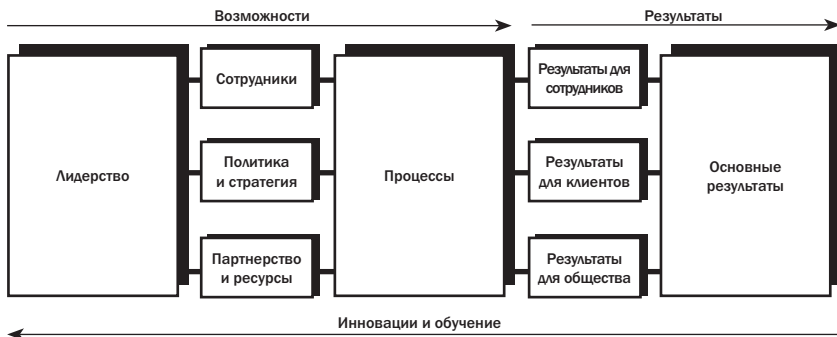 Возможности
Результаты
Лидерство
Сотрудники
Политика
и стратегия
Партнерство
и ресурсы
Процессы
Результаты для
сотрудников
Результаты
для клиентов
Результаты
для общества
Основные
результаты
Инновации и обучение